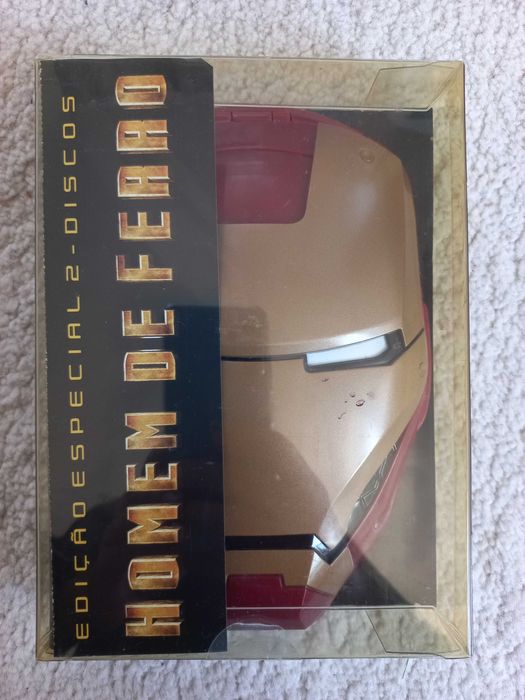 EDIÇÃO ESPECIAL 2 - DISCOS
HOMEM DE FERRO